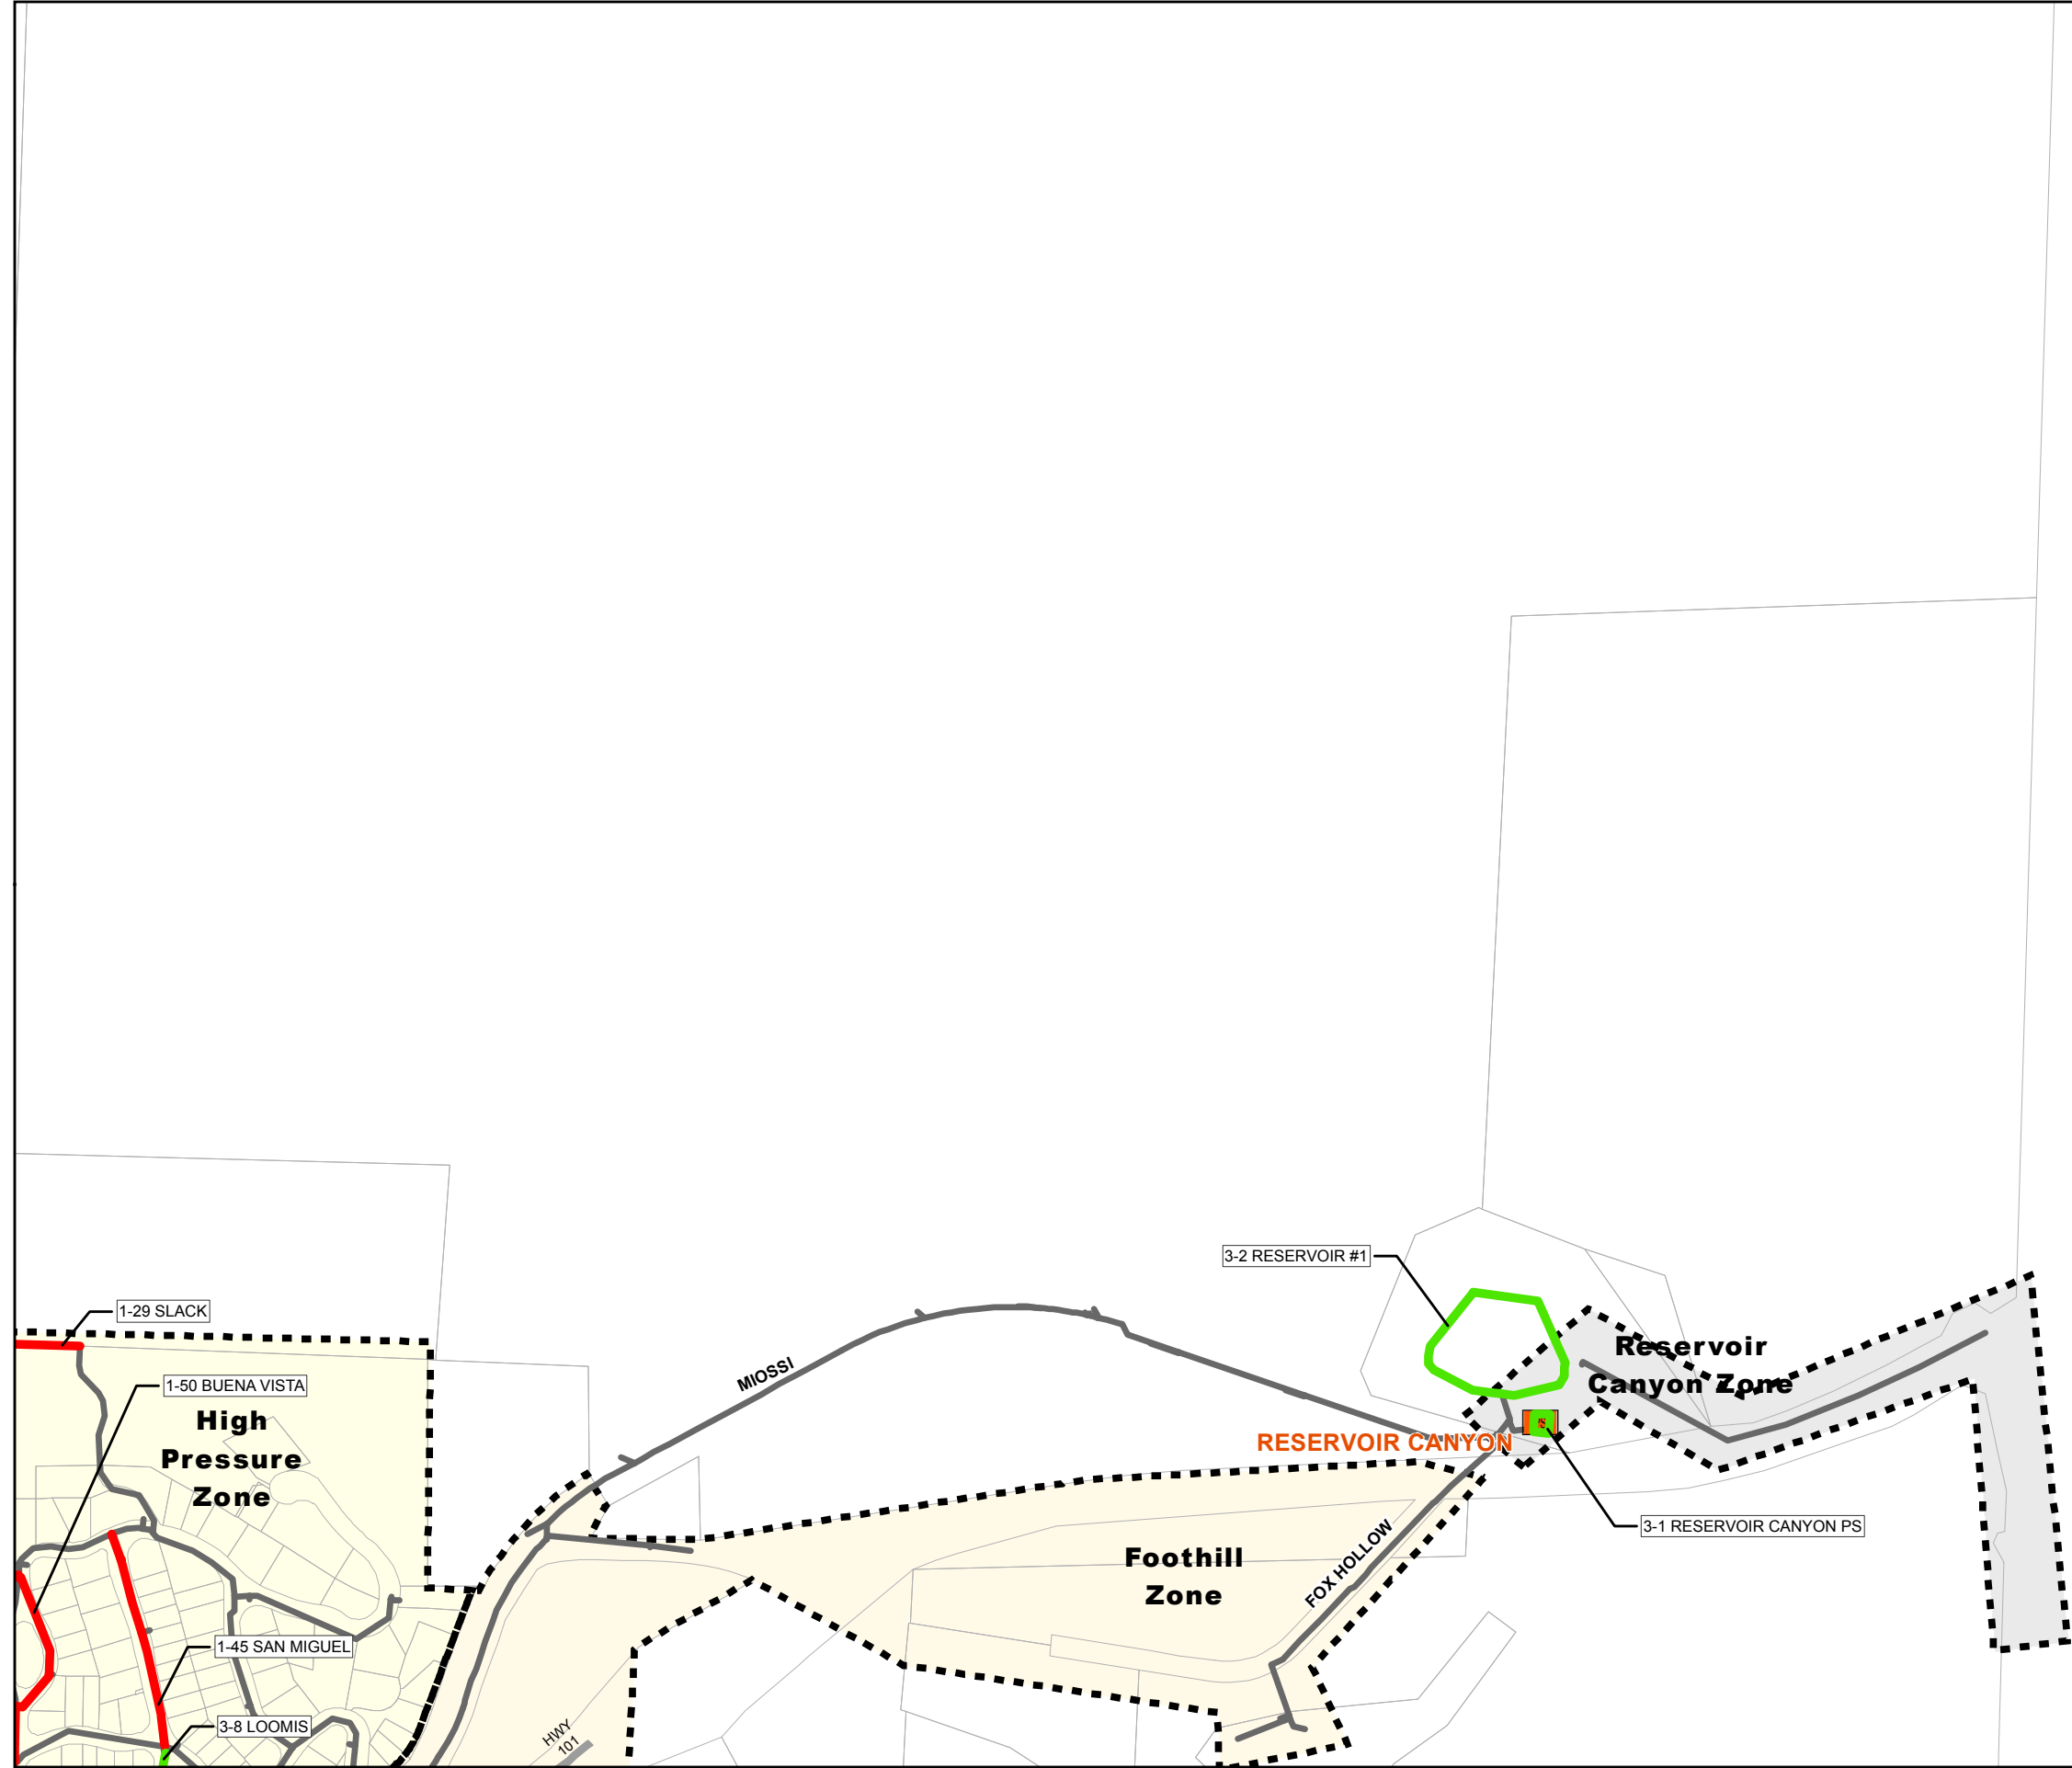 3-2 RESERVOIR #1
1-29 SLACK
Reservoir
Canyon Zone
MIOSSI
1-50 BUENA VISTA
High
Pressure
Zone
RESERVOIR CANYON
3-1 RESERVOIR CANYON PS
Foothill
Zone
FOX HOLLOW
1-45 SAN MIGUEL
3-8 LOOMIS
HWY
101